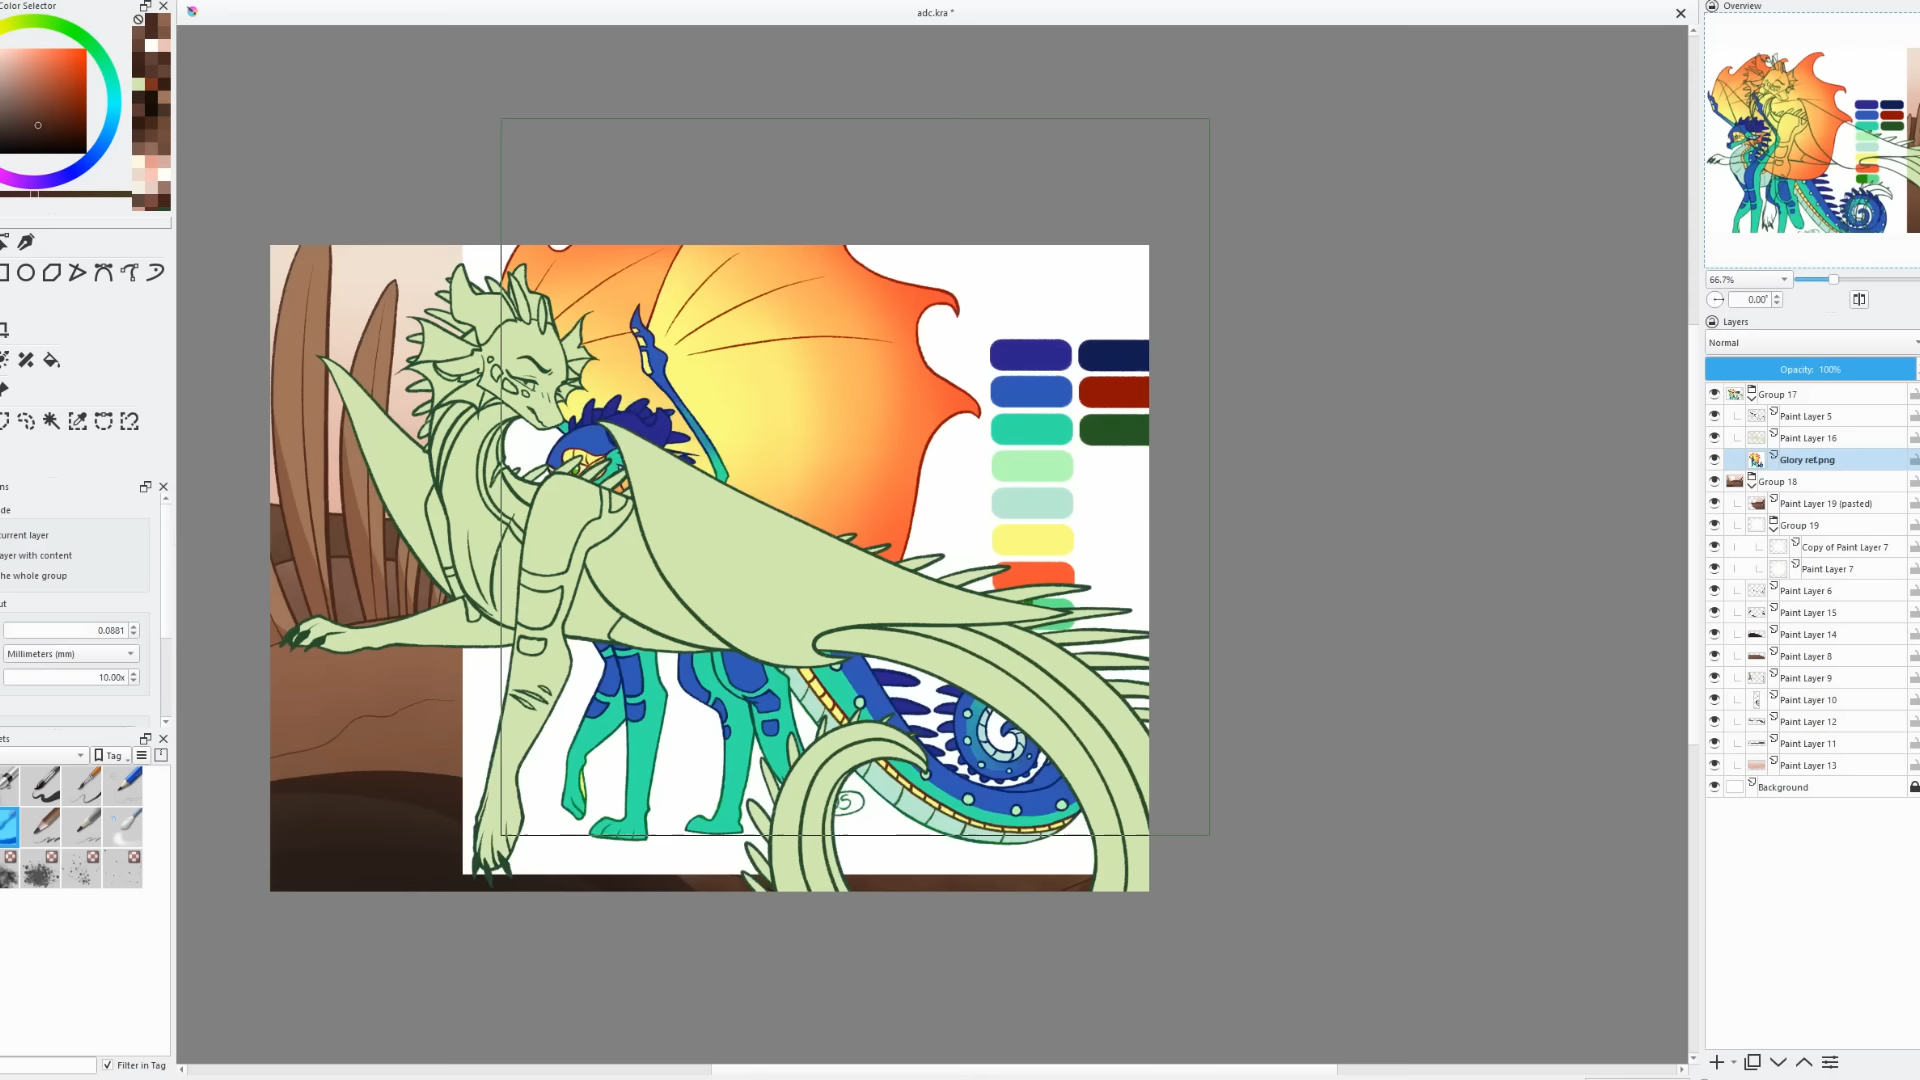 Color Selector
adc.kra *
Overview
66.7%
0.00°
Layers
Normal
Opacity: 100%
Group 17
Paint Layer 5
Paint Layer 16
Glory ref.png
Group 18
Paint Layer 19 (pasted)
Group 19
Copy of Paint Layer 7
Paint Layer 7
Paint Layer 6
Paint Layer 15
Paint Layer 14
Paint Layer 8
Paint Layer 9
Paint Layer 10
Paint Layer 12
Paint Layer 11
Paint Layer 13
Background
ns
de
urrent layer
ayer with content
he whole group
ut
0.0881
Millimeters (mm)
10.00x
ets
Tag
Filter in Tag